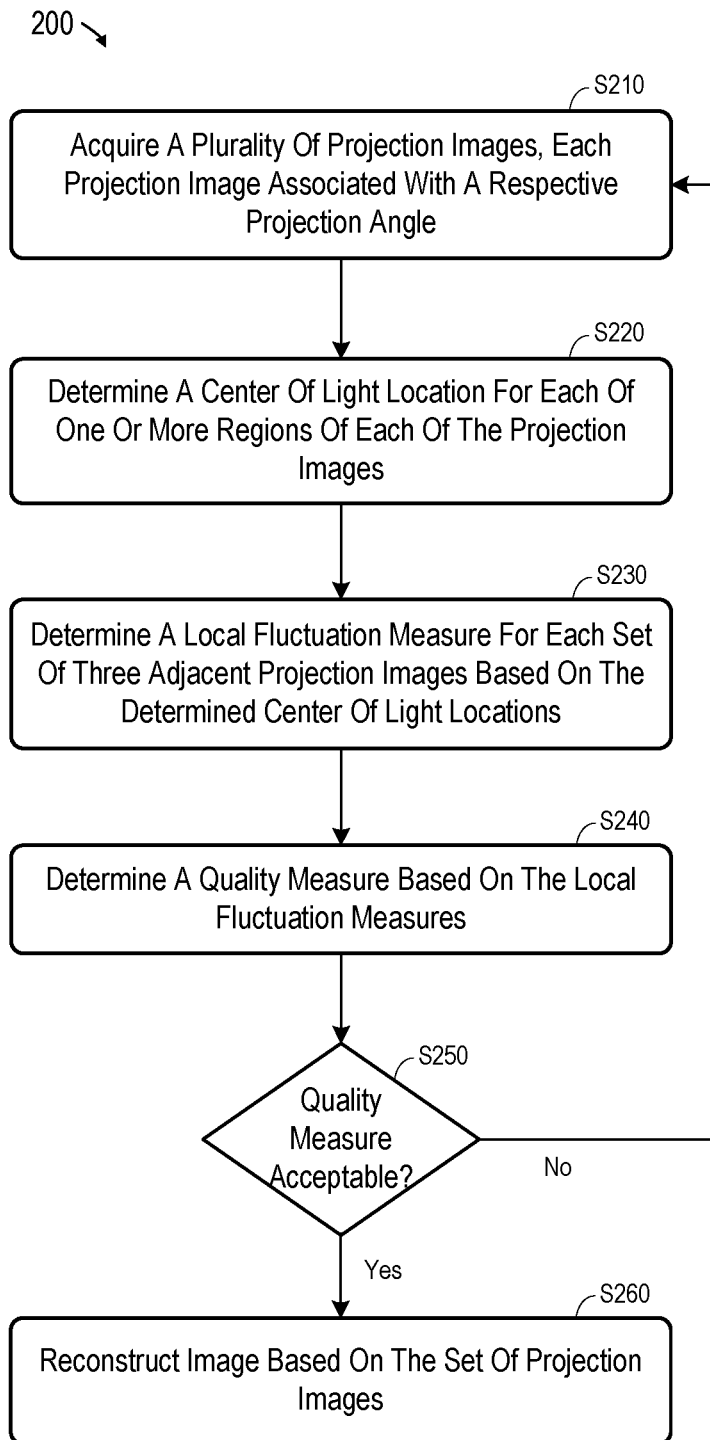 200
S210
Acquire A Plurality Of Projection Images, Each
Projection Image Associated With A Respective
Projection Angle
S220
Determine A Center Of Light Location For Each Of
One Or More Regions Of Each Of The Projection
Images
S230
Determine A Local Fluctuation Measure For Each Set
Of Three Adjacent Projection Images Based On The
Determined Center Of Light Locations
S240
Determine A Quality Measure Based On The Local
Fluctuation Measures
S250
Quality
Measure
Acceptable?
No
Yes
S260
Reconstruct Image Based On The Set Of Projection
Images